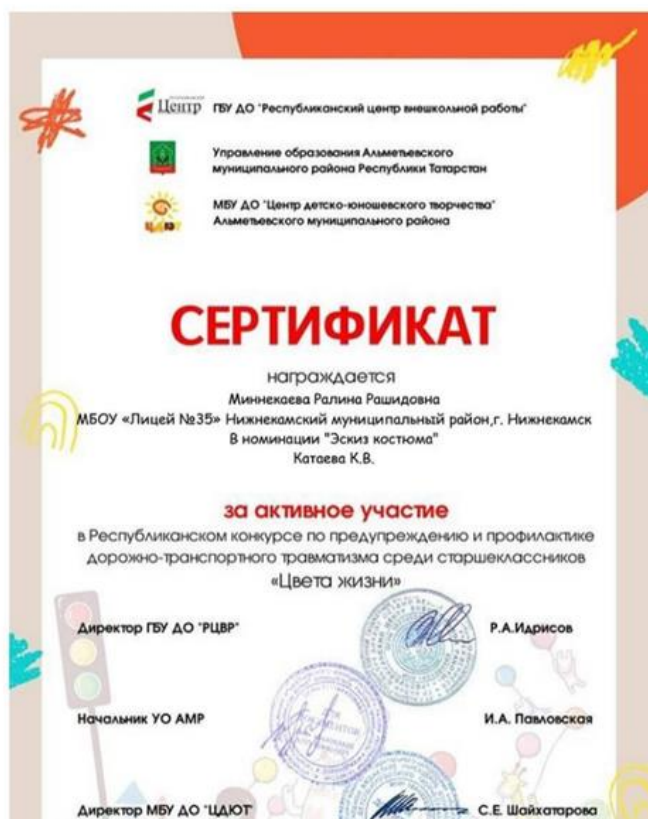 Центр ГБУ ДО "Республиканский центр внешкольной работы"
Управление образования Альметьевского
муниципального района Республики Татарстан
МБУ ДО "Центр детско-юношевского творчества"
Альметьевского муниципального района
СЕРТИФИКАТ
награждается
Миннекаева Ралина Рашидовна
МБОУ «Лицей №35» Нижнекамский муниципальный район,г. Нижнекамск
В номинации "Эскиз костюма"
Катаева К.В.
за активное участие
в Республиканском конкурсе по предупреждению и профилактике
дорожно-транспортного травматизма среди старшеклассников
«Цвета жизни»
Директор ГБУ ДО "РЦВР" Р.А.Идрисов
Начальник УО АМР И.А. Павловская
Директор МБУ ДО "ЦДЮТ" С.Е. Шайхатарова